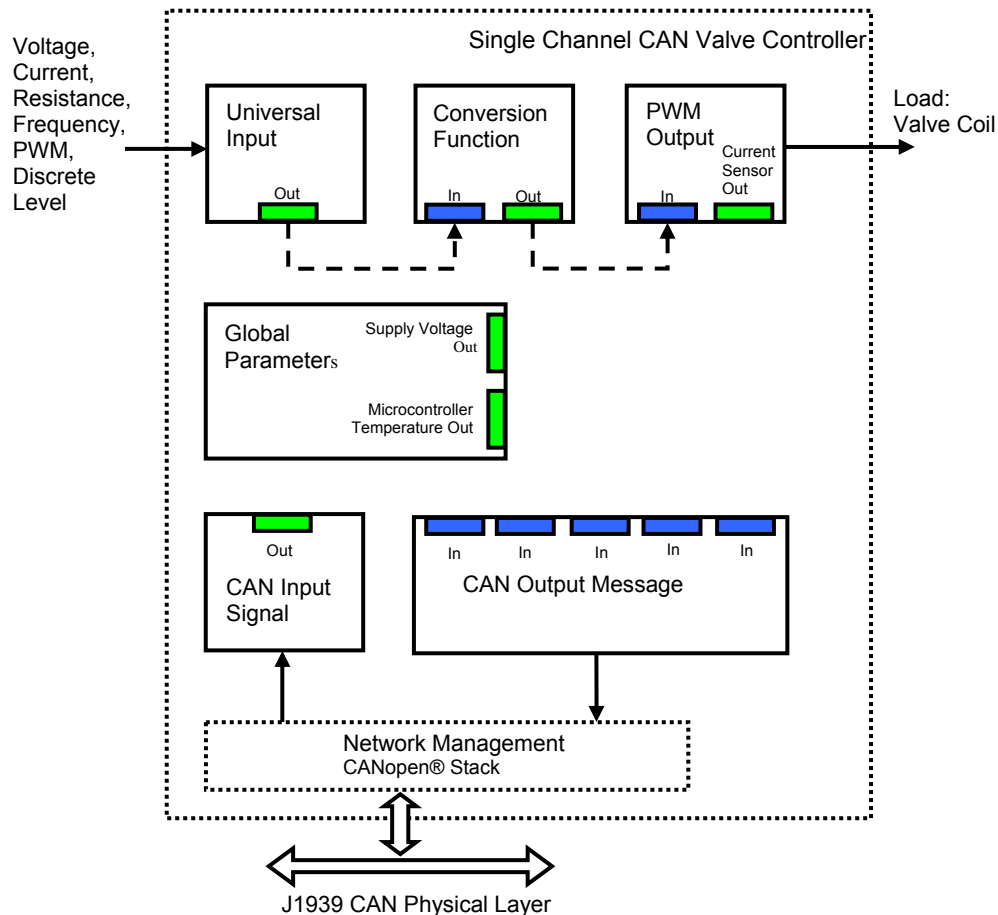 Single Channel CAN Valve Controller
Voltage,
Current,
Resistance,
Frequency,
PWM,
Discrete
Level
Universal
Input
Out
Conversion
Function
In
Out
PWM
Output
Current
Sensor
Out
In
Load:
Valve Coil
Global
Parameters
Supply Voltage
Out
Microcontroller
Temperature Out
Out
CAN Input
Signal
In
In
In
In
In
CAN Output Message
Network Management
CANopen® Stack
J1939 CAN Physical Layer